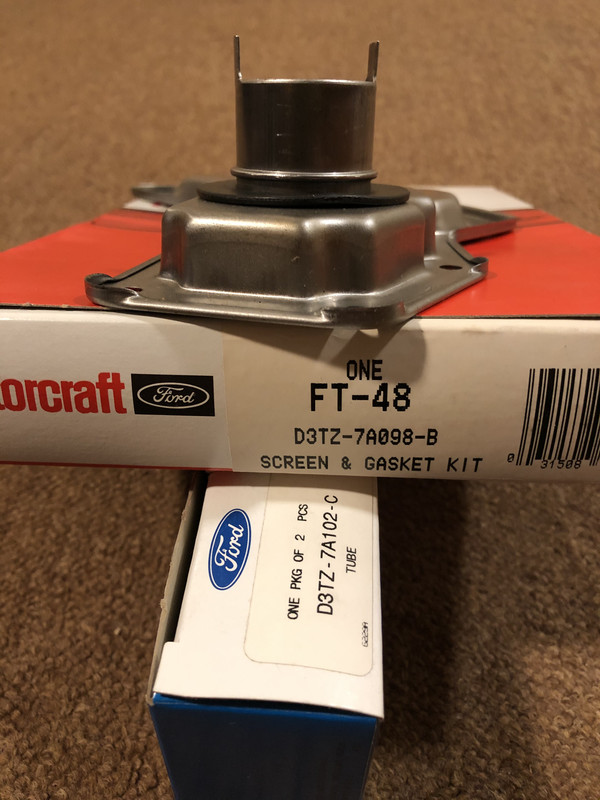 orcraft Ford
ONE
FT-48
D3TZ-7A098-B
SCREEN & GASKET KIT
0 31508
Ford
ONE PKG OF 2 PCS
D3TZ-7A102-C
TUBE